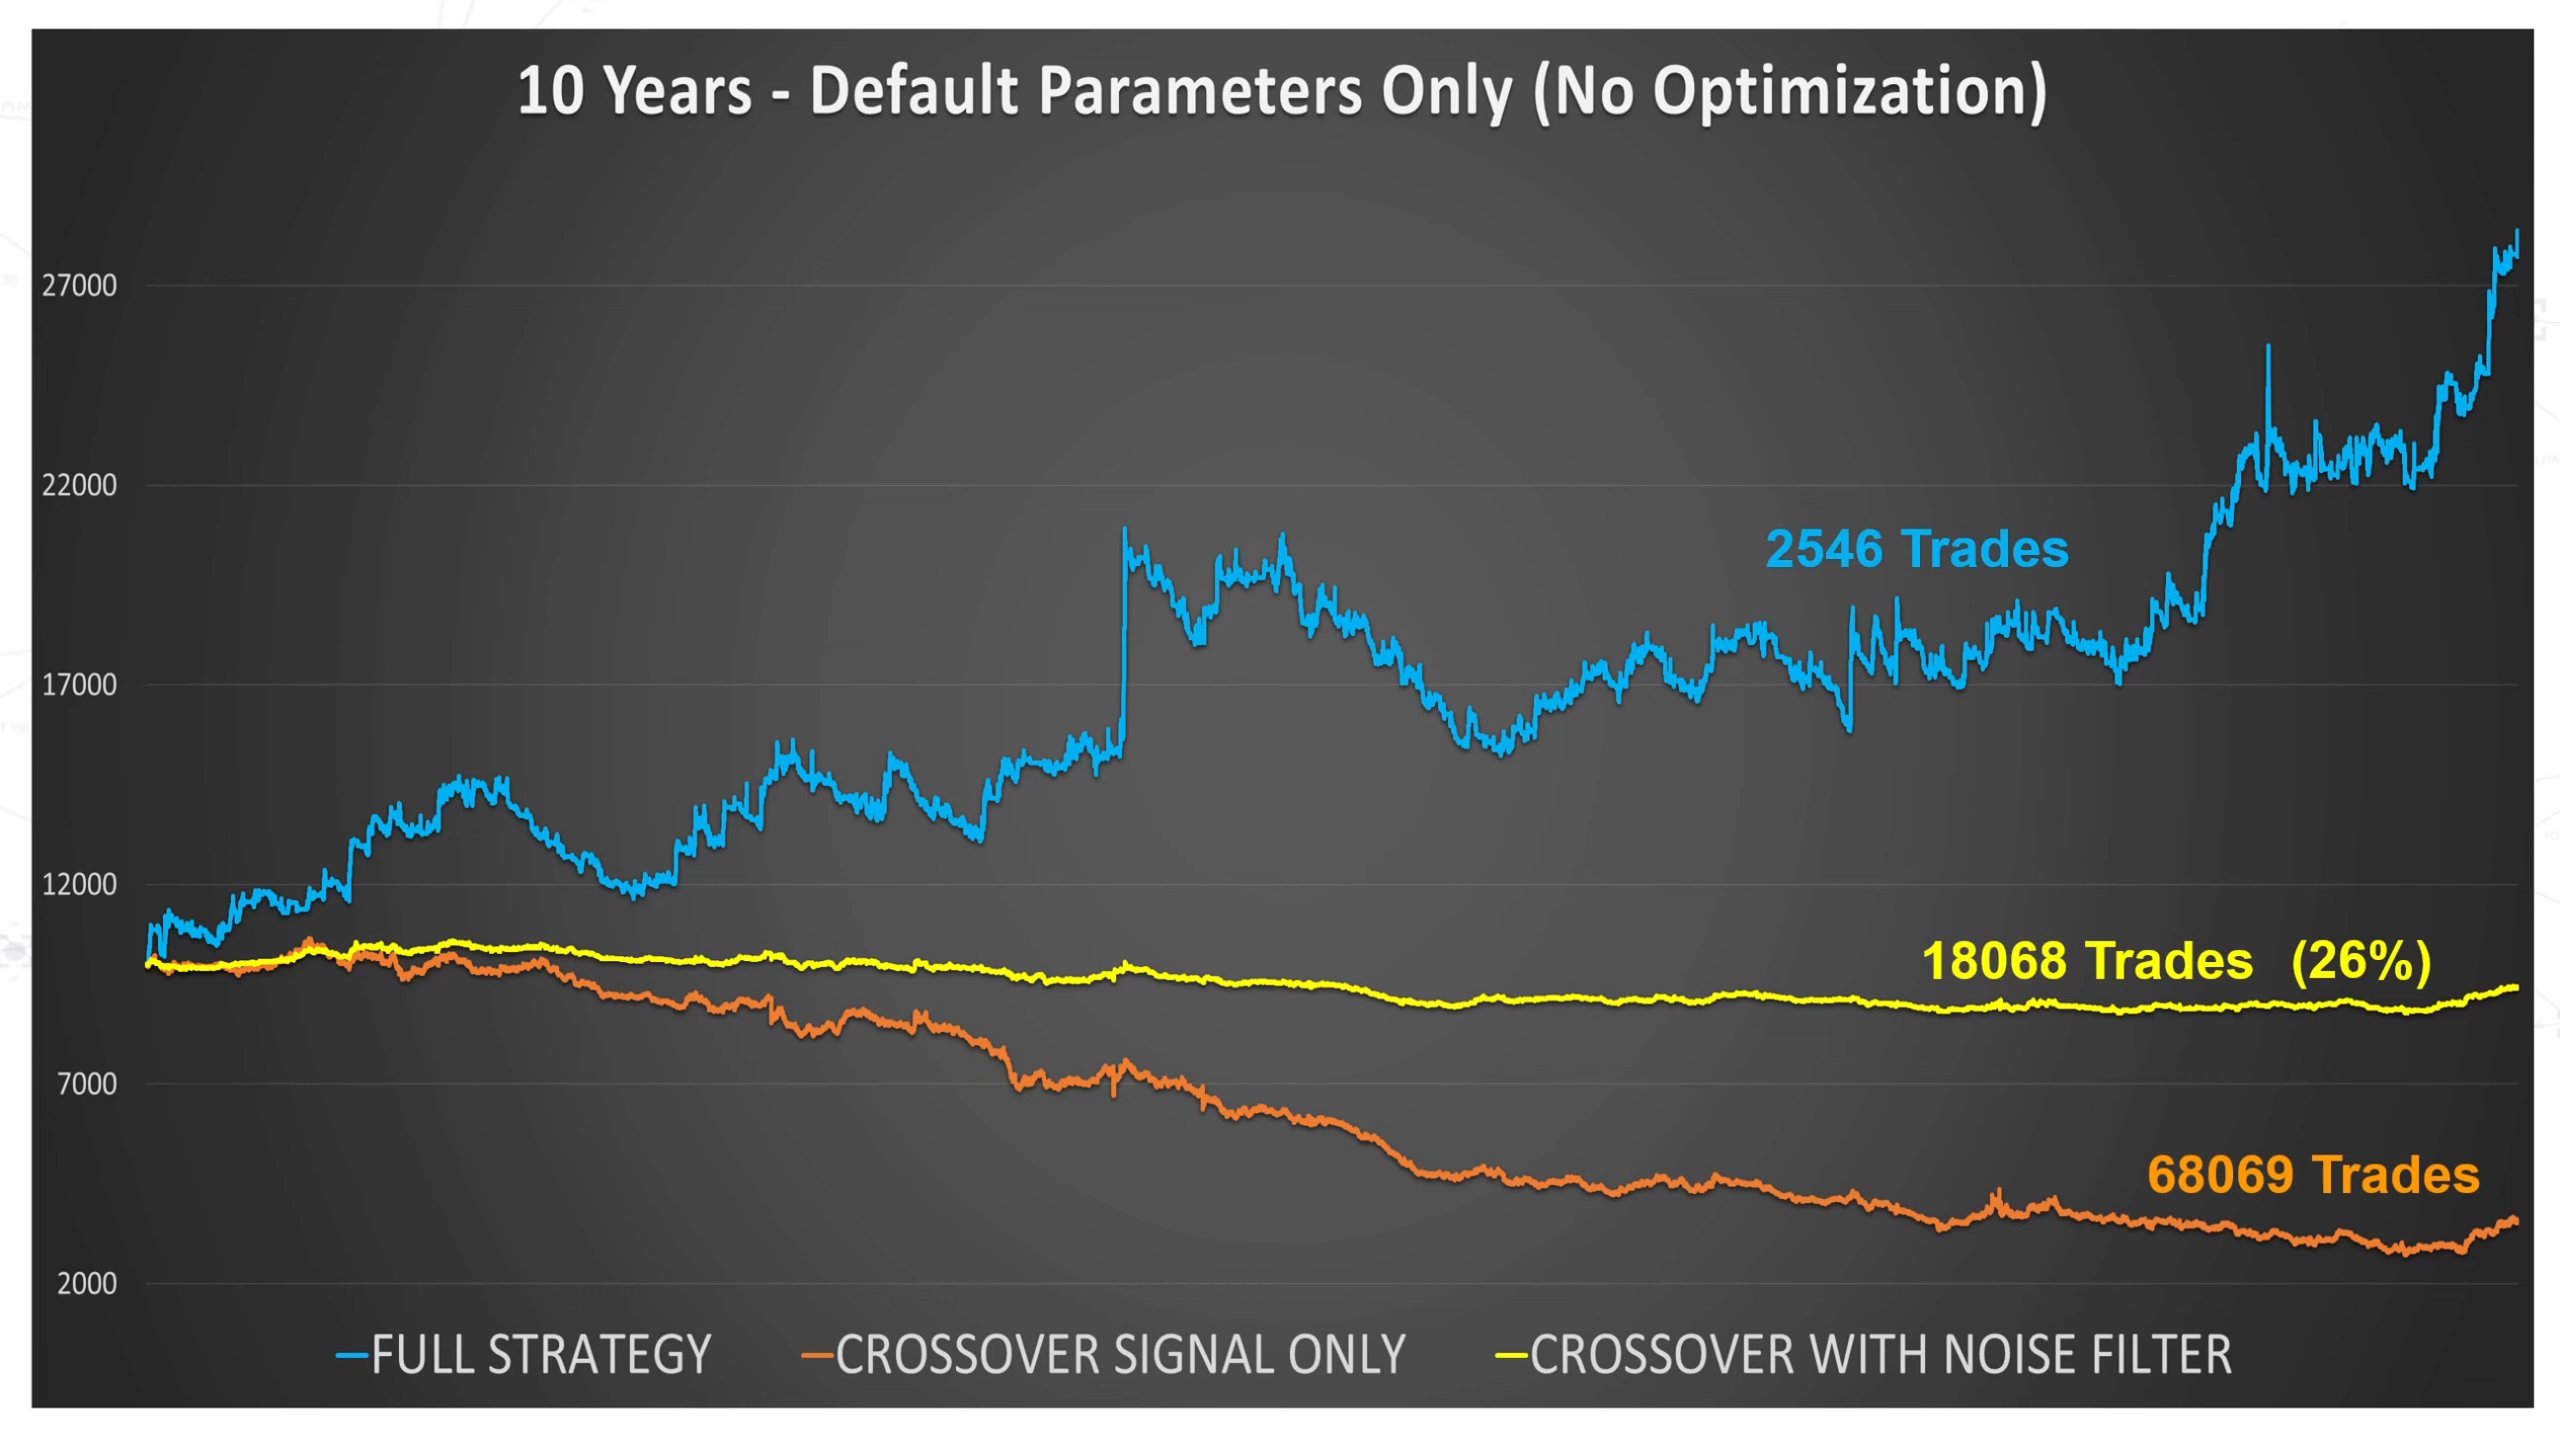 10 Years - Default Parameters Only (No Optimization)
27000
22000
2546 Trades
17000
12000
18068 Trades (26%)
7000
68069 Trades
2000
FULL STRATEGY
CROSSOVER SIGNAL ONLY
CROSSOVER WITH NOISE FILTER